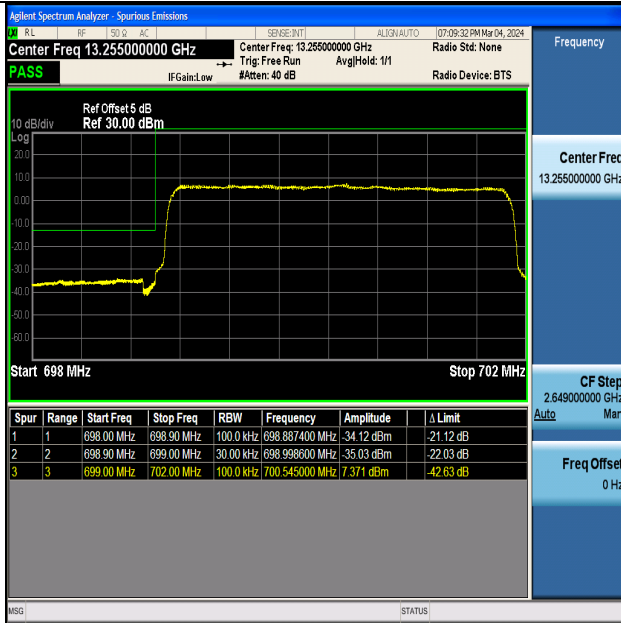 Agilent Spectrum Analyzer - Spurious Emissions
RL RF 50 Ω AC SENSE:INT ALIGN AUTO 07:09:32 PM Mar 04, 2024
Center Freq 13.255000000 GHz
Center Freq: 13.255000000 GHz
Radio Std: None
Trig: Free Run Avg|Hold: 1/1
PASS
IFGain:Low
#Atten: 40 dB
Radio Device: BTS
Ref Offset 5 dB
10 dB/div Ref 30.00 dBm
Log
20.0
10.0
0.00
-10.0
-20.0
-30.0
-40.0
-50.0
-60.0
Start 698 MHz Stop 702 MHz
Spur Range Start Freq Stop Freq RBW Frequency Amplitude Δ Limit
1 1 698.00 MHz 698.90 MHz 100.0 kHz 698.887400 MHz -34.12 dBm -21.12 dB
2 2 698.90 MHz 699.00 MHz 30.00 kHz 698.998600 MHz -35.03 dBm -22.03 dB
3 3 699.00 MHz 702.00 MHz 100.0 kHz 700.545000 MHz 7.371 dBm -42.63 dB
MSG STATUS
Frequency
Center Freq
13.255000000 GHz
CF Step
2.649000000 GHz
Auto Man
Freq Offset
0 Hz